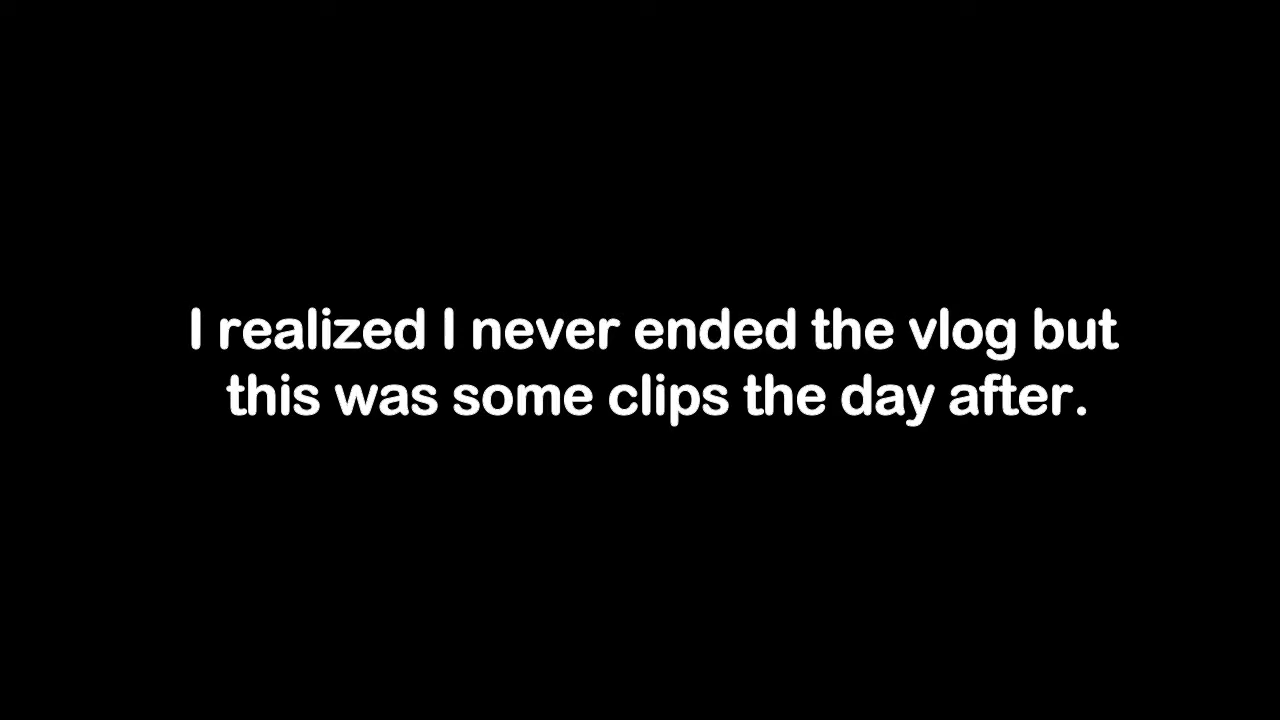 I realized I never ended the vlog but
this was some clips the day after.